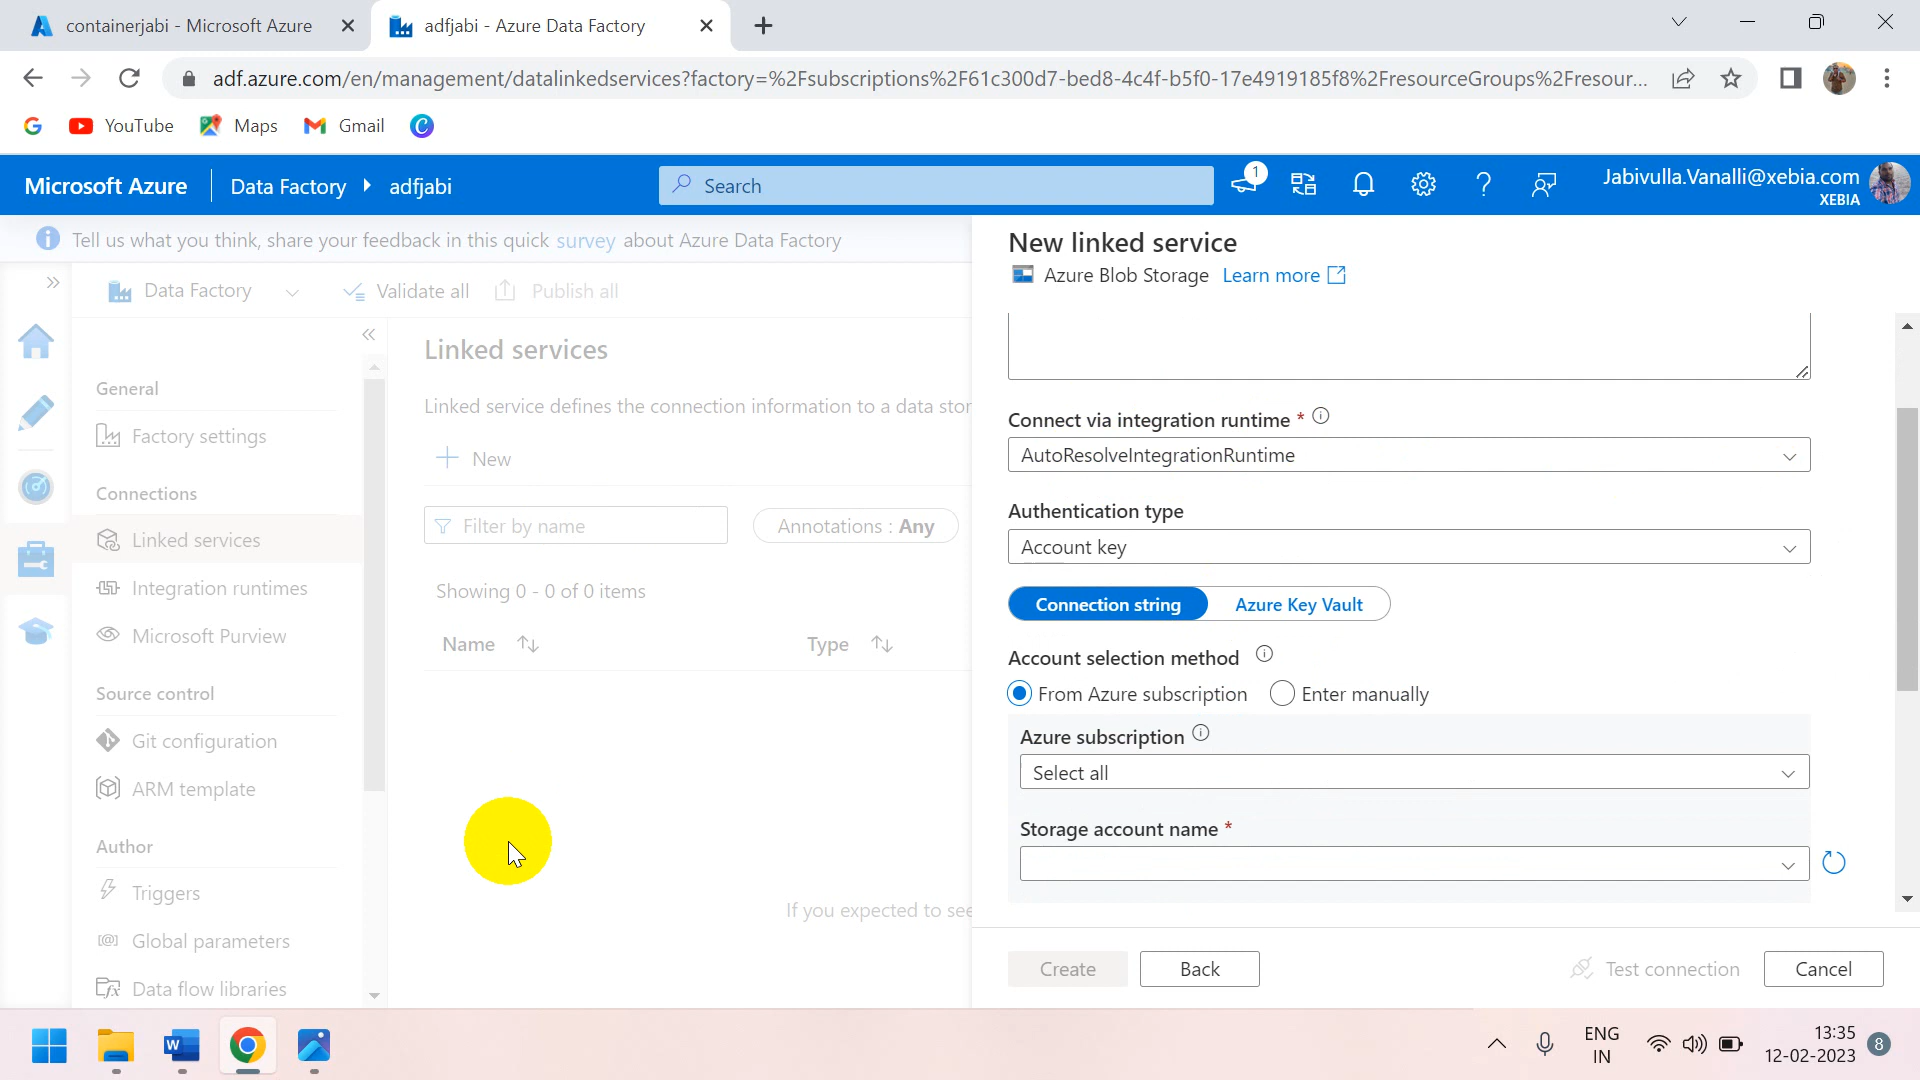 containerjabi - Microsoft Azure
adfjabi - Azure Data Factory
adf.azure.com/en/management/datalinkedservices?factory=%2Fsubscriptions%2F61c300d7-bed8-4c4f-b5f0-17e4919185f8%2FresourceGroups%2Fresour...
YouTube
Maps
Gmail
Microsoft Azure
Data Factory
adfjabi
Search
1
Jabivulla.Vanalli@xebia.com
XEBIA
Tell us what you think, share your feedback in this quick survey about Azure Data Factory
Data Factory
Validate all
Publish all
General
Factory settings
Connections
Linked services
Integration runtimes
Microsoft Purview
Source control
Git configuration
ARM template
Author
Triggers
Global parameters
Data flow libraries
Linked services
Linked service defines the connection information to a data stor
New
Filter by name
Annotations : Any
Showing 0 - 0 of 0 items
Name
Type
If you expected to see
New linked service
Azure Blob Storage Learn more
Connect via integration runtime *
AutoResolveIntegrationRuntime
Authentication type
Account key
Connection string
Azure Key Vault
Account selection method
From Azure subscription
Enter manually
Azure subscription
Select all
Storage account name *
Create
Back
Test connection
Cancel
ENG
IN
13:35
12-02-2023
8